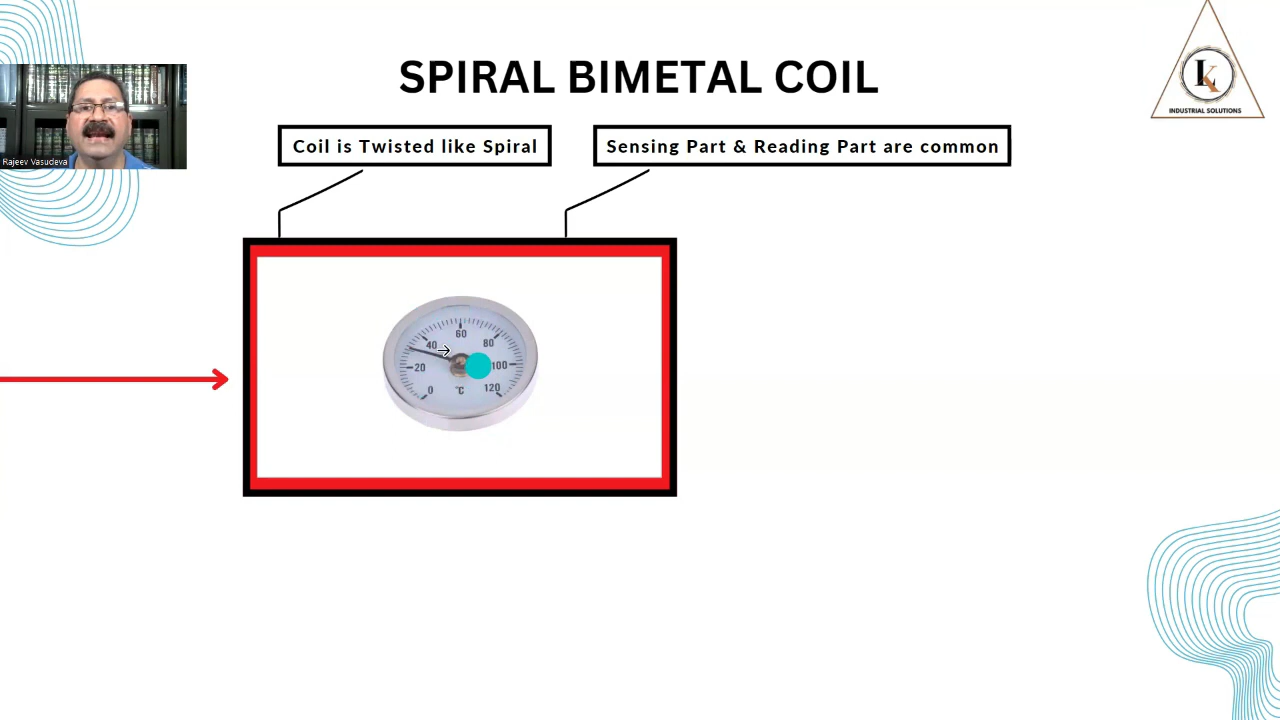 SPIRAL BIMETAL COIL
LK
INDUSTRIAL SOLUTIONS
Rajeev Vasudeva
Coil is Twisted like Spiral
Sensing Part & Reading Part are common
60
40
80
20
100
0
°C
120